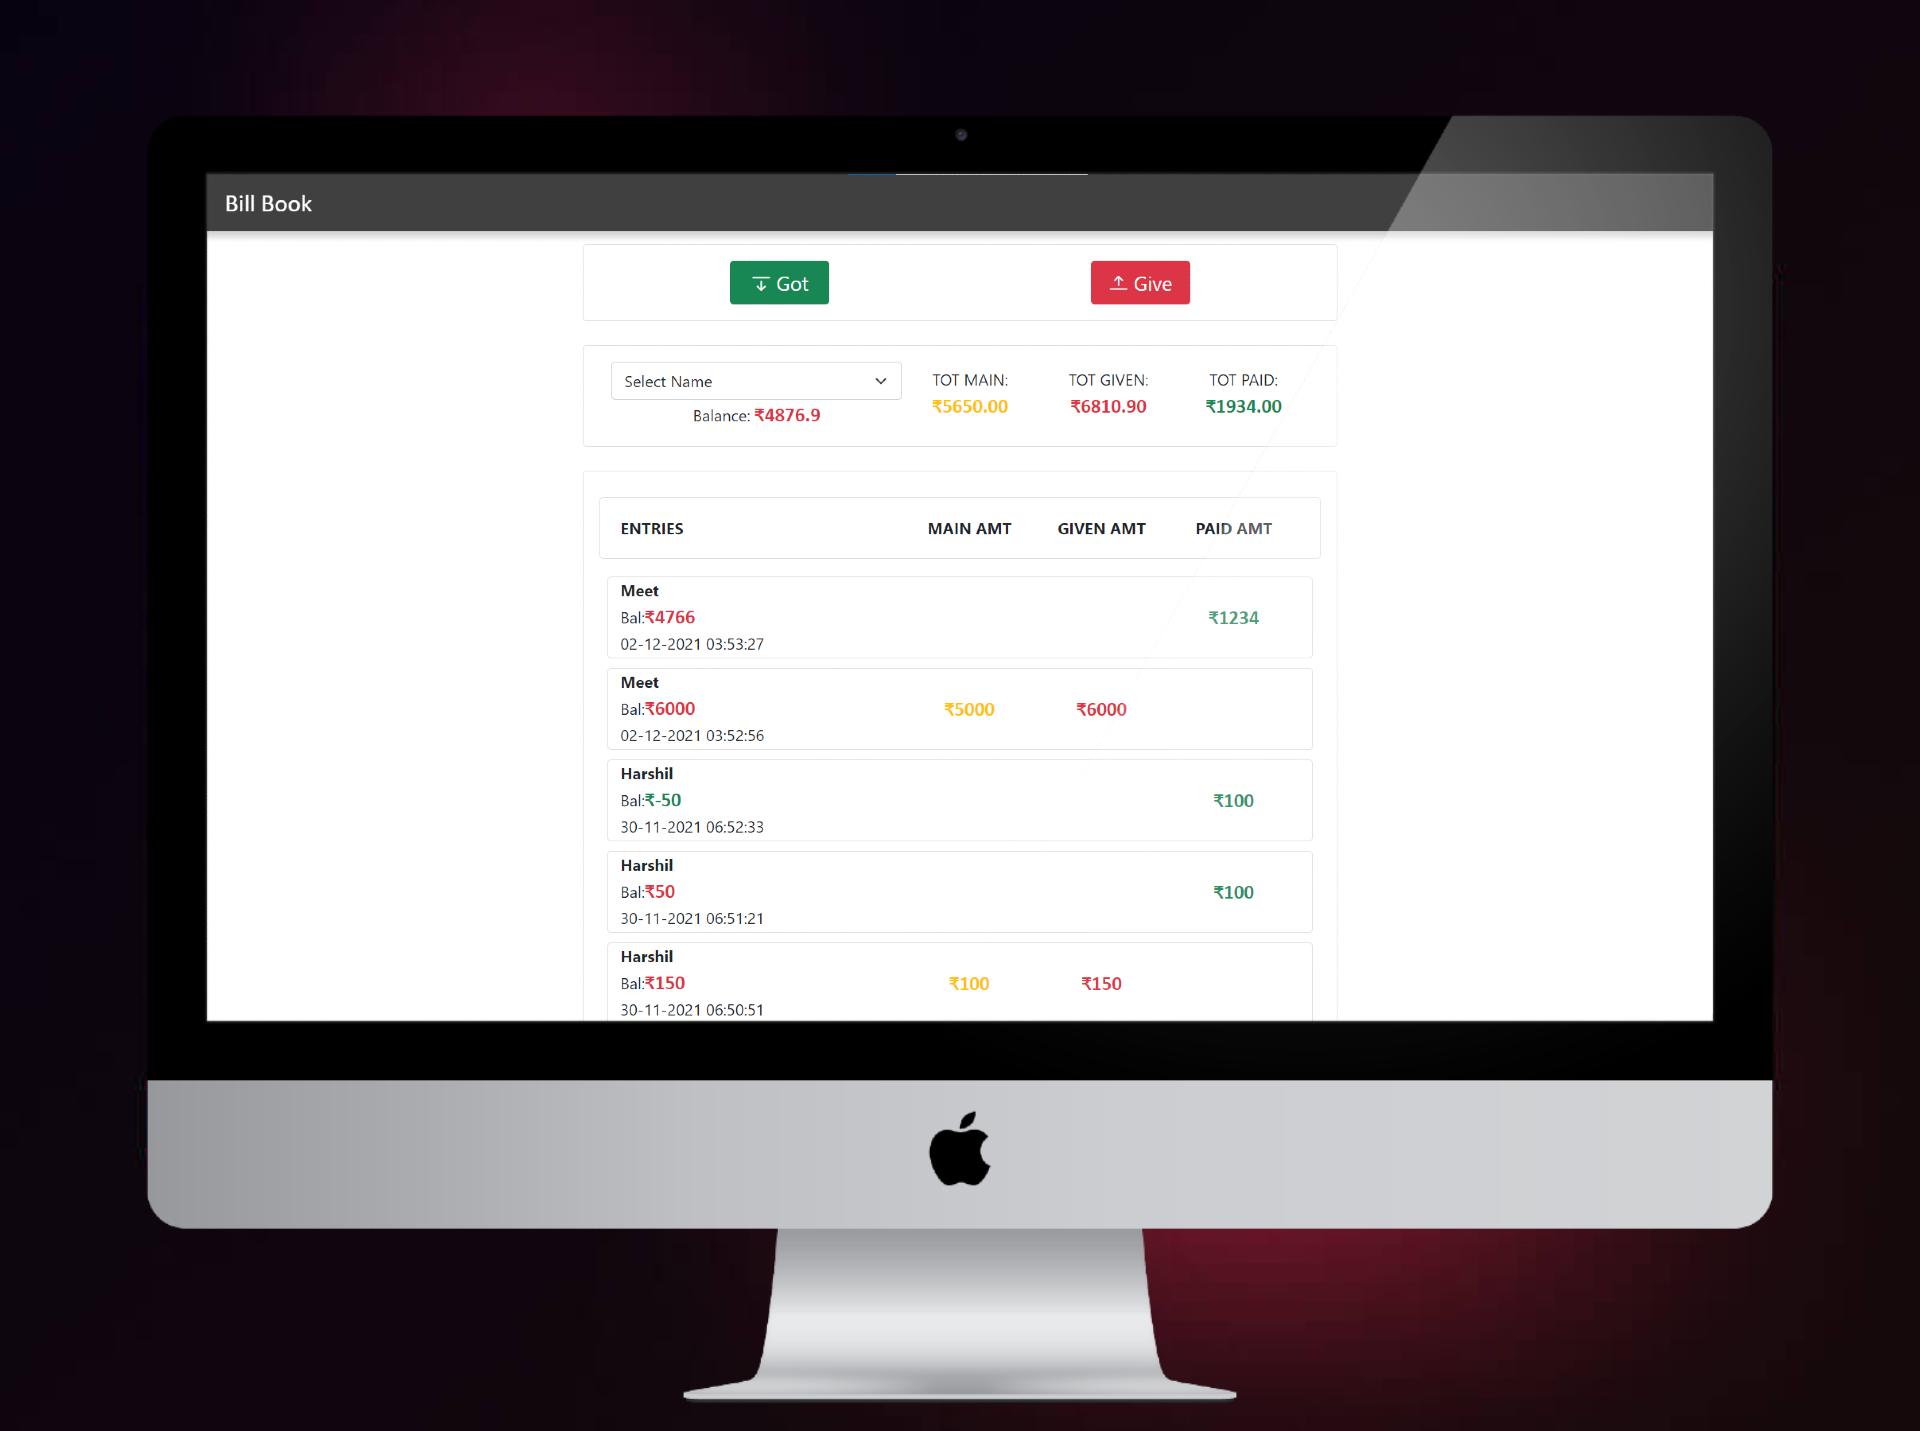 Bill Book
Got Give
Select Name
Balance: ₹4876.9
TOT MAIN: TOT GIVEN: TOT PAID:
₹5650.00 ₹6810.90 ₹1934.00
ENTRIES MAIN AMT GIVEN AMT PAID AMT
Meet
Bal:₹4766 ₹1234
02-12-2021 03:53:27
Meet
Bal:₹6000 ₹5000 ₹6000
02-12-2021 03:52:56
Harshil
Bal:₹-50 ₹100
30-11-2021 06:52:33
Harshil
Bal:₹50 ₹100
30-11-2021 06:51:21
Harshil
Bal:₹150 ₹100 ₹150
30-11-2021 06:50:51